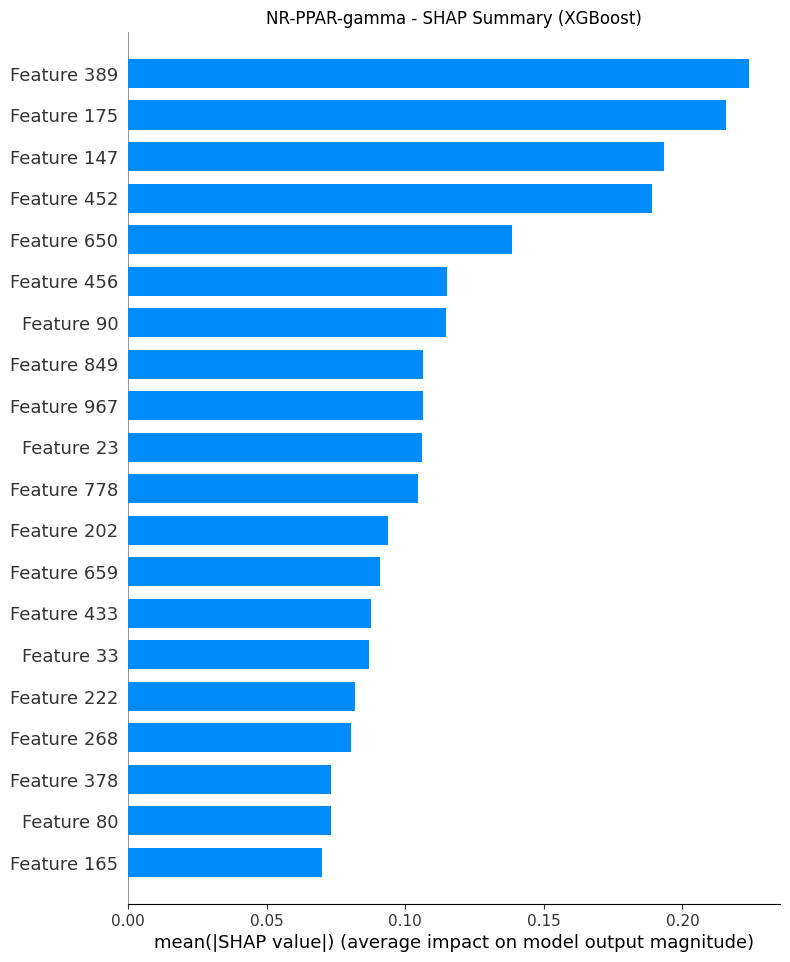 NR-PPAR-gamma - SHAP Summary (XGBoost)
Feature 389
Feature 175
Feature 147
Feature 452
Feature 650
Feature 456
Feature 90
Feature 849
Feature 967
Feature 23
Feature 778
Feature 202
Feature 659
Feature 433
Feature 33
Feature 222
Feature 268
Feature 378
Feature 80
Feature 165
0.00 0.05 0.10 0.15 0.20
mean(|SHAP value|) (average impact on model output magnitude)